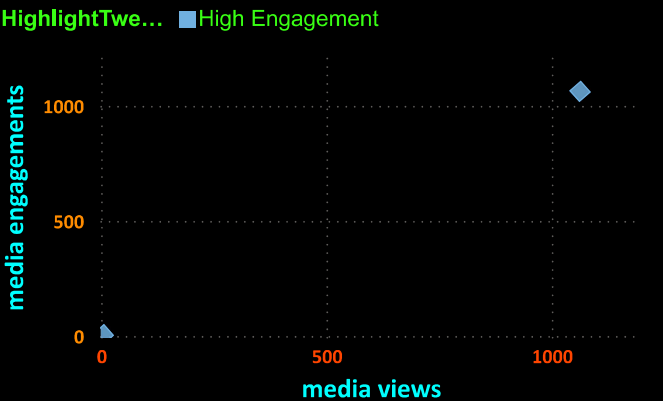 HighlightTwe... High Engagement
media engagements
1000
500
0
0 500 1000
media views